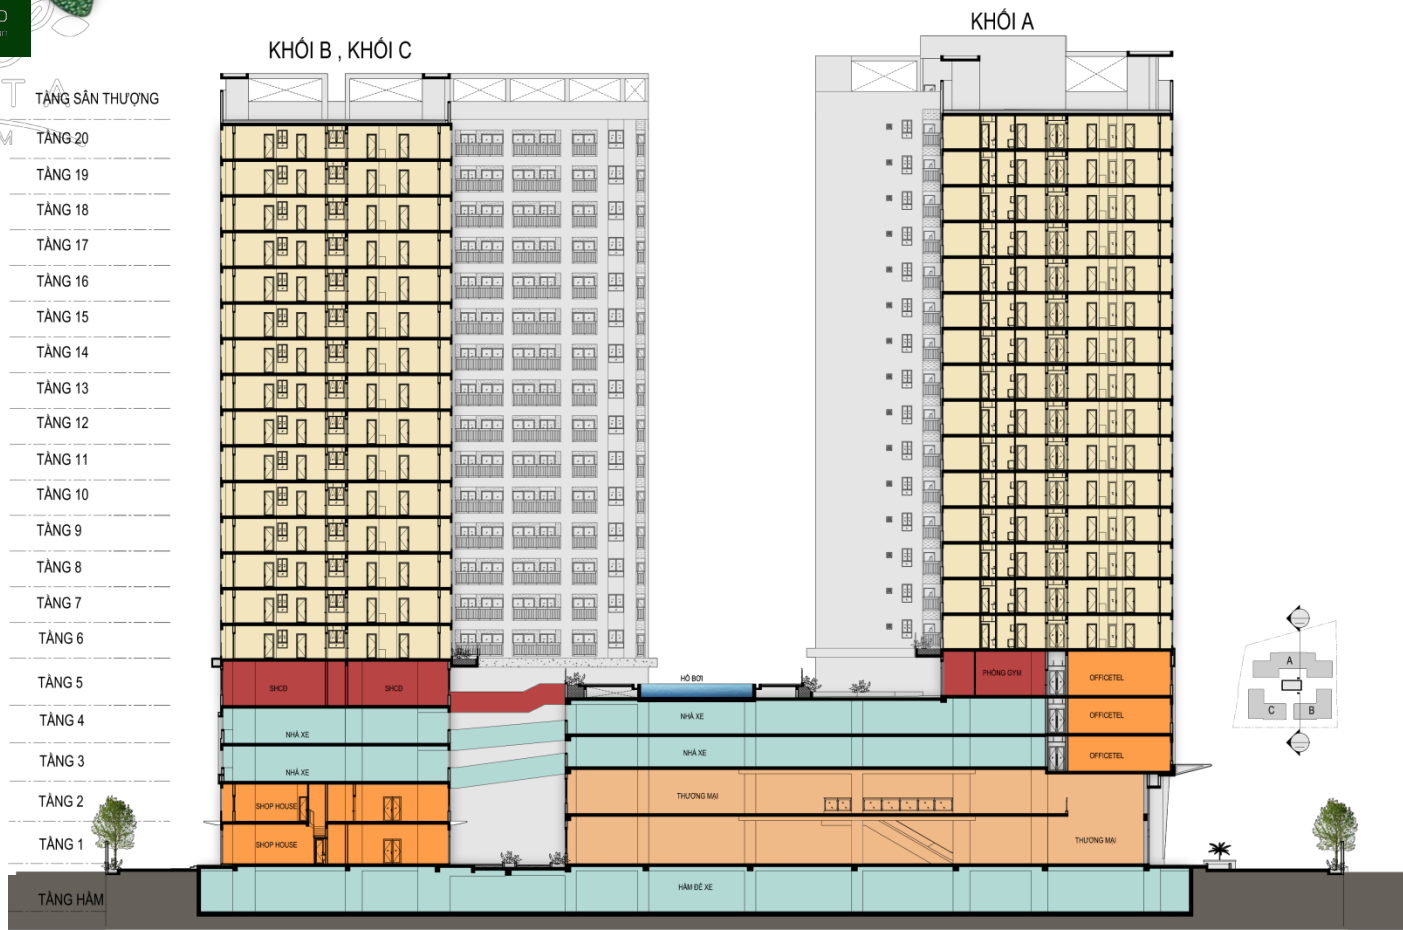 KHỐI A
KHỐI B , KHỐI C
TẦNG SÂN THƯỢNG
TẦNG 20
TẦNG 19
TẦNG 18
TẦNG 17
TẦNG 16
TẦNG 15
TẦNG 14
TẦNG 13
TẦNG 12
TẦNG 11
TẦNG 10
TẦNG 9
TẦNG 8
TẦNG 7
TẦNG 6
TẦNG 5
SHCĐ
SHCĐ
HỒ BƠI
PHÒNG GYM
OFFICETEL
TẦNG 4
NHÀ XE
NHÀ XE
OFFICETEL
TẦNG 3
NHÀ XE
NHÀ XE
OFFICETEL
TẦNG 2
SHOP HOUSE
THƯƠNG MẠI
TẦNG 1
SHOP HOUSE
THƯƠNG MẠI
TẦNG HẦM
HẦM ĐỂ XE
A
C
B